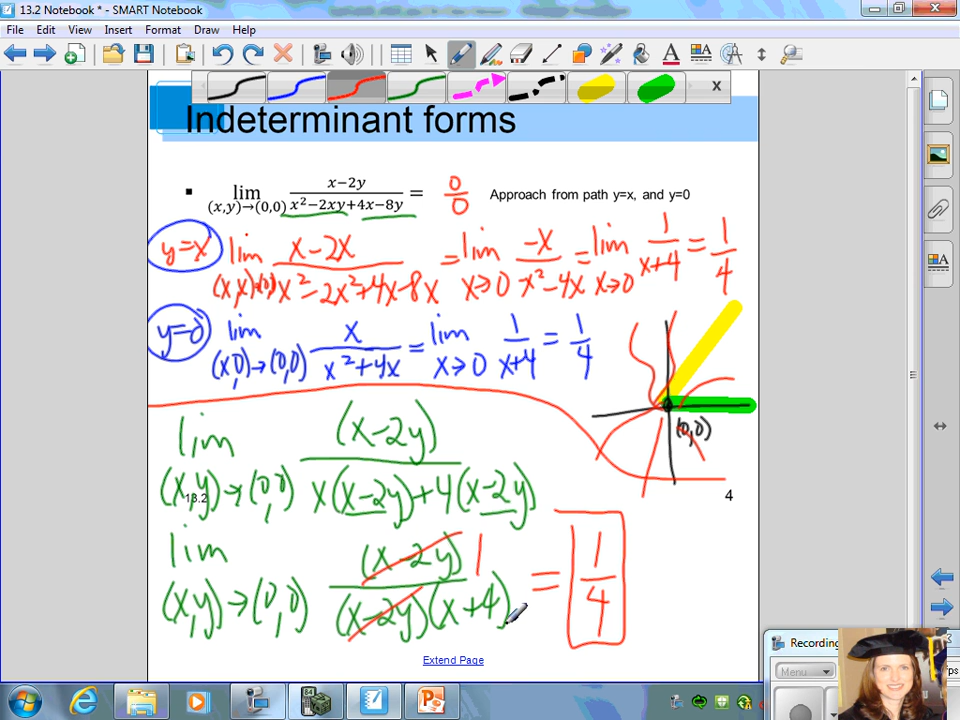 13.2 Notebook * - SMART Notebook
File Edit View Insert Format Draw Help
x
Indeterminant forms
lim (x,y)→(0,0) x−2y / x²−2xy+4x−8y = 0/0 Approach from path y=x, and y=0
y=x lim (x,x)→(0,0) x−2x / x²−2x²+4x−8x = lim x→0 −x / −x²−4x = lim x→0 1 / x+4 = 1/4
y=0 lim (x,0)→(0,0) x / x²+4x = lim x→0 1 / x+4 = 1/4
(0,0)
lim (x,y)→(0,0) (x−2y) / x(x−2y)+4(x−2y)
13.2
4
lim (x,y)→(0,0) (x−2y) 1 / (x−2y)(x+4) = 1/4
Extend Page
Recording
Menu